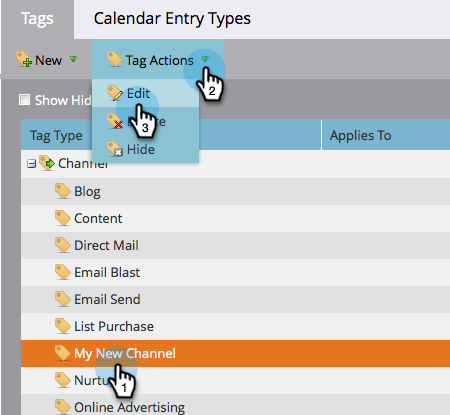 Tags Calendar Entry Types
New Tag Actions
2
Show Hid
Edit
3
Hide
Tag Type Applies To
Channel
Blog
Content
Direct Mail
Email Blast
Email Send
List Purchase
My New Channel
1
Nurtu
Online Advertising